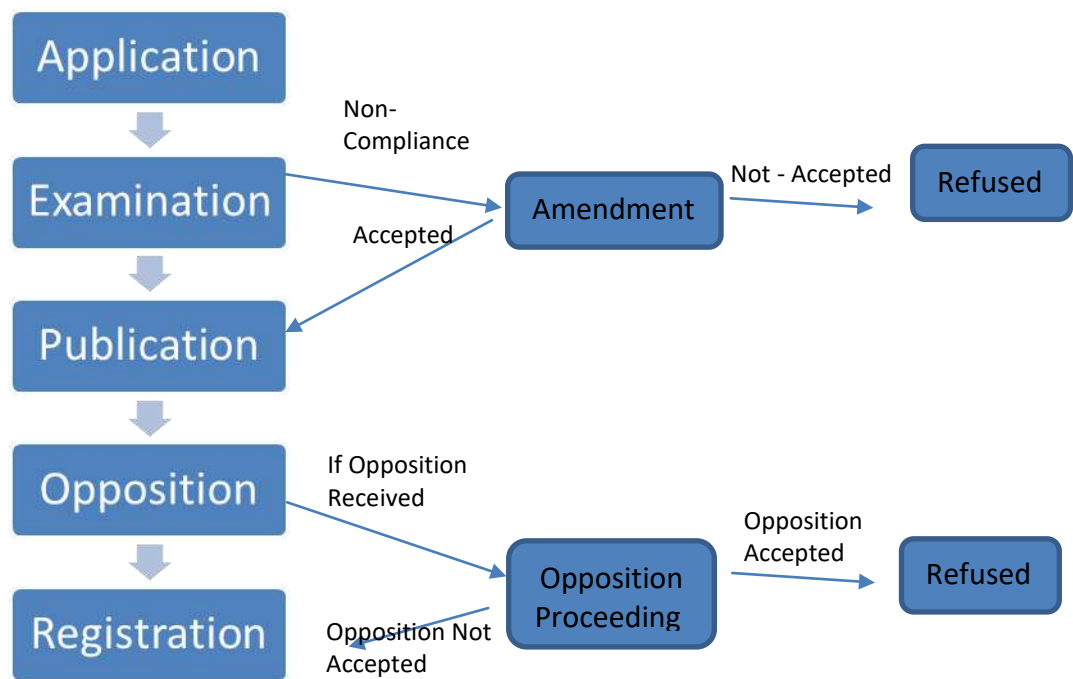 Application
Non-
Compliance
Examination
Amendment
Not - Accepted
Refused
Accepted
Publication
Opposition
If Opposition
Received
Opposition
Proceeding
Opposition
Accepted
Refused
Registration
Opposition Not
Accepted